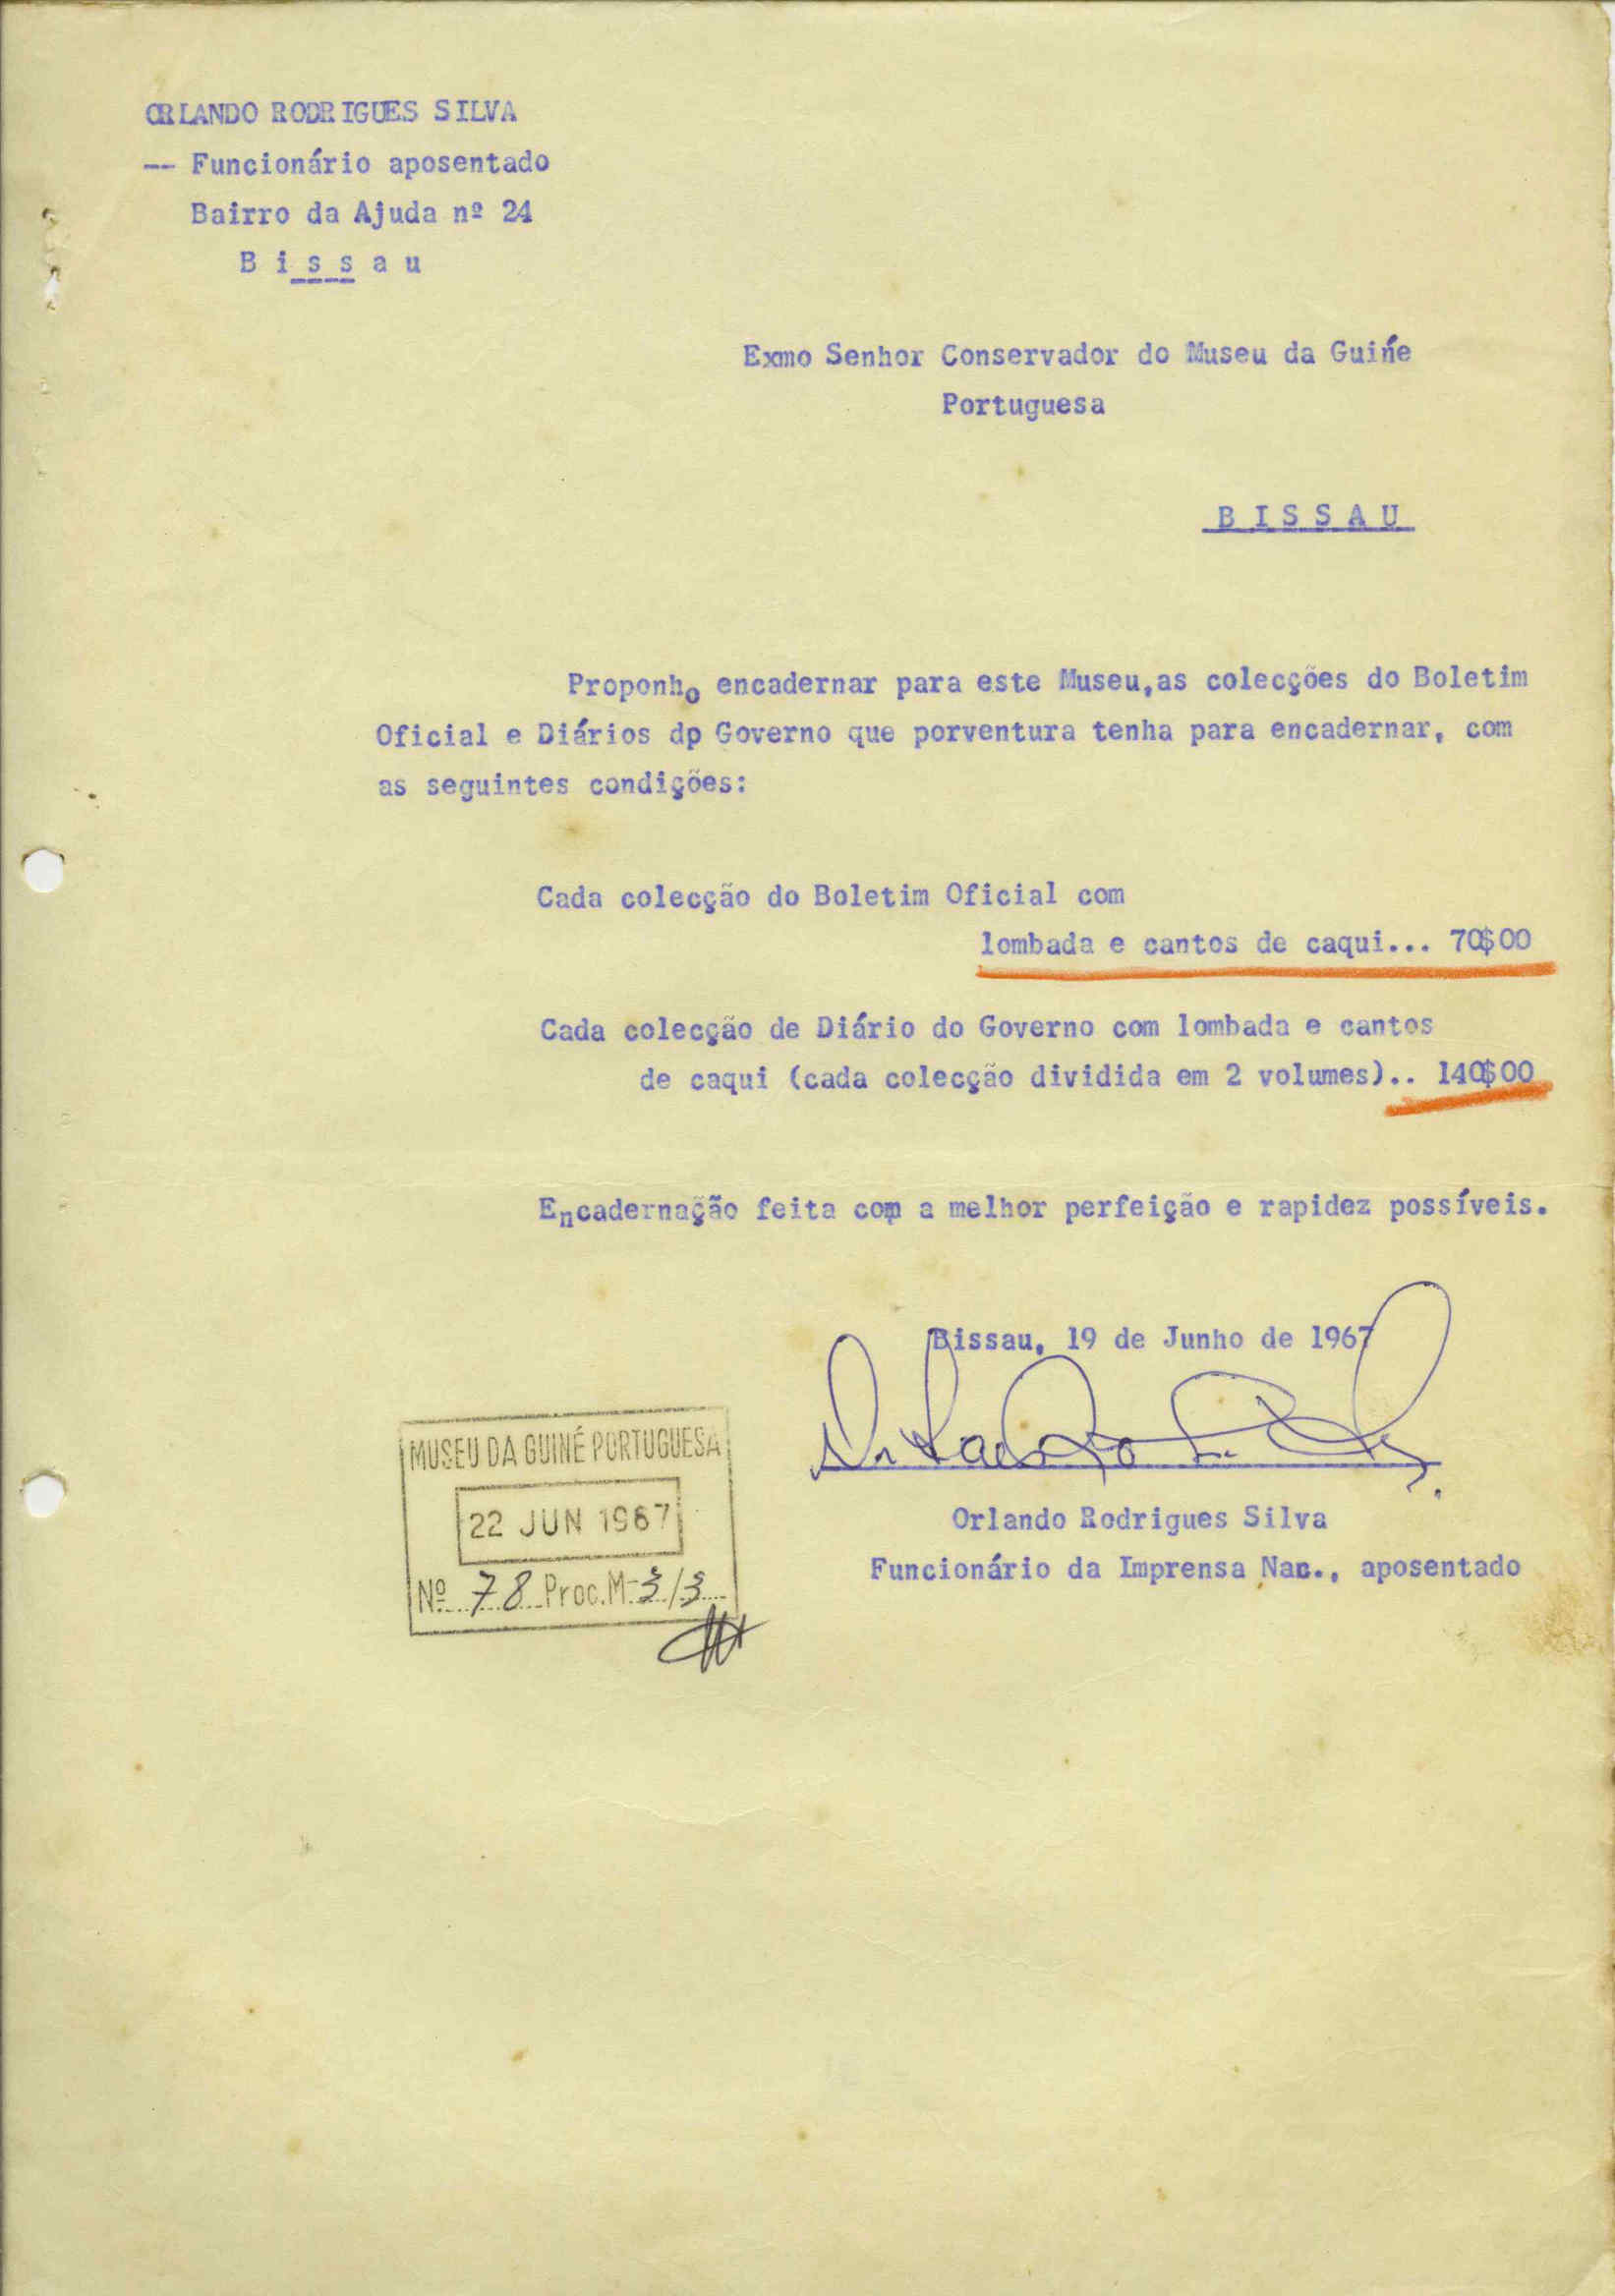 ORLANDO RODRIGUES SILVA
-- Funcionário aposentado
Bairro da Ajuda nº 24
B i s s a u
Exmo Senhor Conservador do Museu da Guińe
Portuguesa
B I S S A U
Proponho encadernar para este Museu,as colecções do Boletim
Oficial e Diários dp Governo que porventura tenha para encadernar, com
as seguintes condições:
Cada colecção do Boletim Oficial com
lombada e cantos de caqui... 70$00
Cada colecção de Diário do Governo com lombada e cantos
de caqui (cada colecção dividida em 2 volumes).. 140$00
Encadernação feita com a melhor perfeição e rapidez possíveis.
Bissau, 19 de Junho de 1967
Orlando Rodrigues Silva
Funcionário da Imprensa Nac., aposentado
MUSEU DA GUINÉ PORTUGUESA
22 JUN 1967
Nº 78 Proc. M-3/3